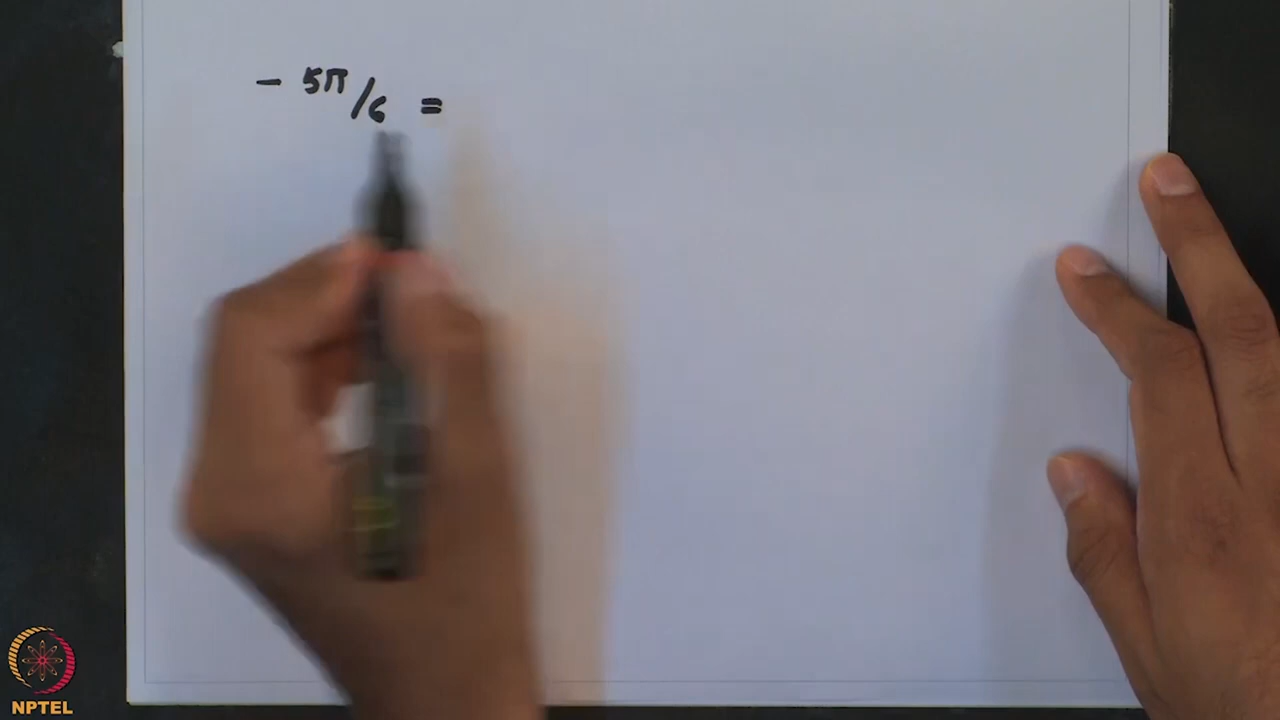 - 5π/6 =
NPTEL